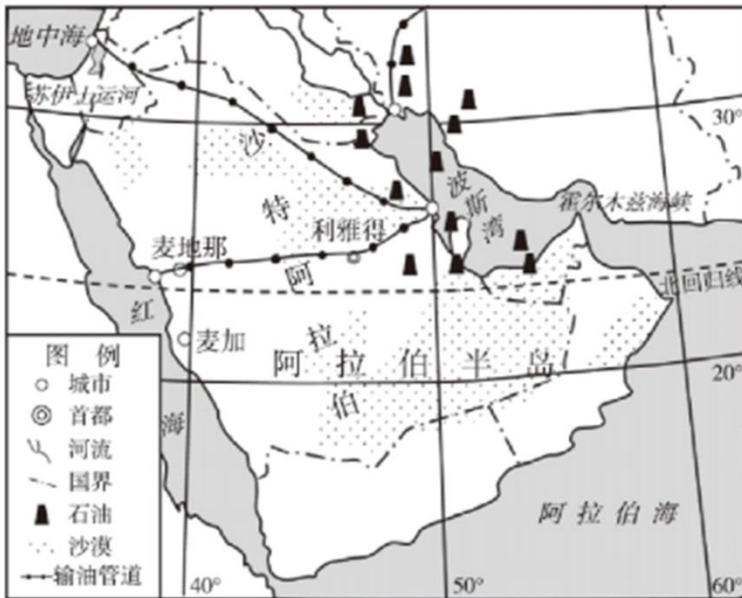 地中海
苏伊士运河
30°
沙
特
阿
拉
伯
波斯湾
霍尔木兹海峡
麦地那
利雅得
北回归线
红
海
麦加
阿拉伯半岛
20°
阿拉伯海
图例
城市
首都
河流
国界
石油
沙漠
输油管道
40°
50°
60°